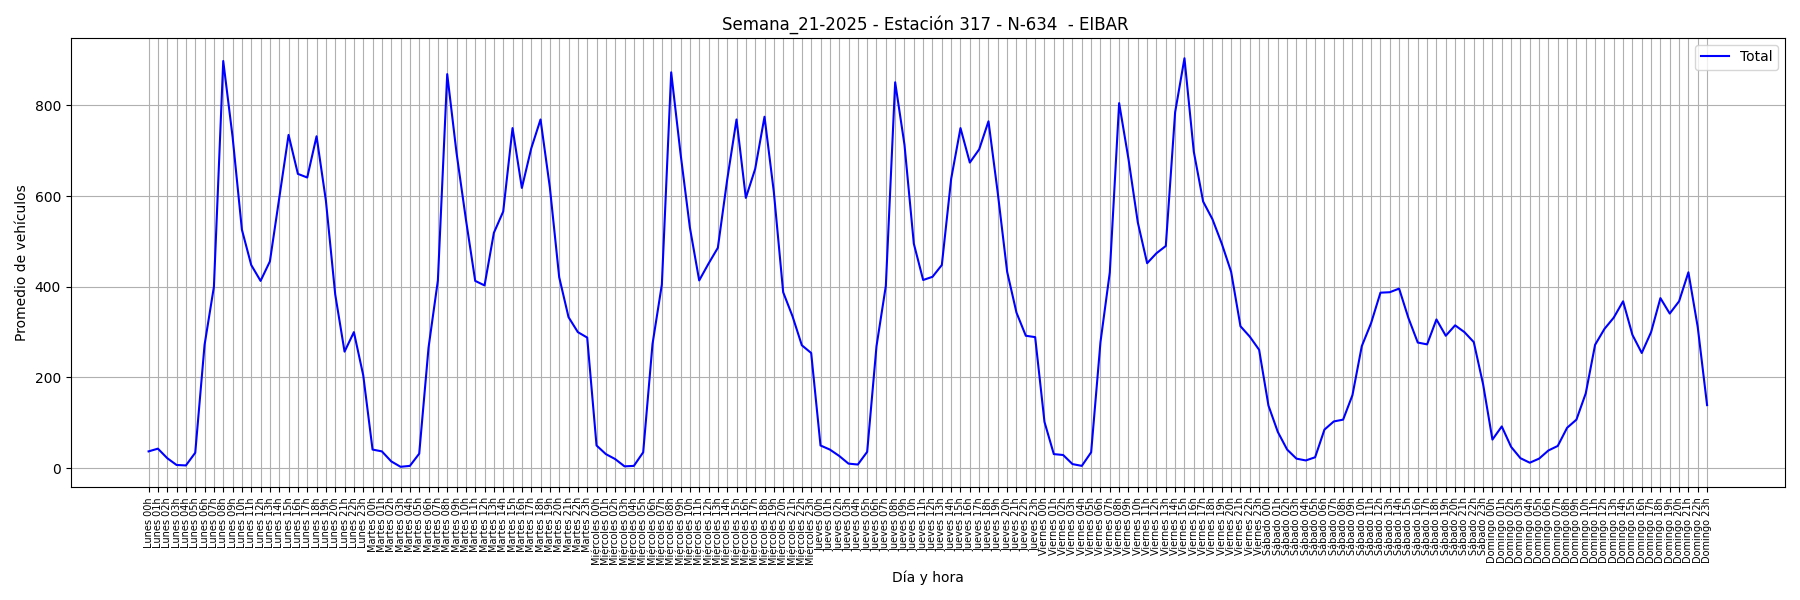 Semana_21-2025 - Estación 317 - N-634  - EIBAR
Total
Promedio de vehículos
800
600
400
200
0
Lunes 00h
Lunes 01h
Lunes 02h
Lunes 03h
Lunes 04h
Lunes 05h
Lunes 06h
Lunes 07h
Lunes 08h
Lunes 09h
Lunes 10h
Lunes 11h
Lunes 12h
Lunes 13h
Lunes 14h
Lunes 15h
Lunes 16h
Lunes 17h
Lunes 18h
Lunes 19h
Lunes 20h
Lunes 21h
Lunes 22h
Lunes 23h
Martes 00h
Martes 01h
Martes 02h
Martes 03h
Martes 04h
Martes 05h
Martes 06h
Martes 07h
Martes 08h
Martes 09h
Martes 10h
Martes 11h
Martes 12h
Martes 13h
Martes 14h
Martes 15h
Martes 16h
Martes 17h
Martes 18h
Martes 19h
Martes 20h
Martes 21h
Martes 22h
Martes 23h
Miércoles 00h
Miércoles 01h
Miércoles 02h
Miércoles 03h
Miércoles 04h
Miércoles 05h
Miércoles 06h
Miércoles 07h
Miércoles 08h
Miércoles 09h
Miércoles 10h
Miércoles 11h
Miércoles 12h
Miércoles 13h
Miércoles 14h
Miércoles 15h
Miércoles 16h
Miércoles 17h
Miércoles 18h
Miércoles 19h
Miércoles 20h
Miércoles 21h
Miércoles 22h
Miércoles 23h
Jueves 00h
Jueves 01h
Jueves 02h
Jueves 03h
Jueves 04h
Jueves 05h
Jueves 06h
Jueves 07h
Jueves 08h
Jueves 09h
Jueves 10h
Jueves 11h
Jueves 12h
Jueves 13h
Jueves 14h
Jueves 15h
Jueves 16h
Jueves 17h
Jueves 18h
Jueves 19h
Jueves 20h
Jueves 21h
Jueves 22h
Jueves 23h
Viernes 00h
Viernes 01h
Viernes 02h
Viernes 03h
Viernes 04h
Viernes 05h
Viernes 06h
Viernes 07h
Viernes 08h
Viernes 09h
Viernes 10h
Viernes 11h
Viernes 12h
Viernes 13h
Viernes 14h
Viernes 15h
Viernes 16h
Viernes 17h
Viernes 18h
Viernes 19h
Viernes 20h
Viernes 21h
Viernes 22h
Viernes 23h
Sábado 00h
Sábado 01h
Sábado 02h
Sábado 03h
Sábado 04h
Sábado 05h
Sábado 06h
Sábado 07h
Sábado 08h
Sábado 09h
Sábado 10h
Sábado 11h
Sábado 12h
Sábado 13h
Sábado 14h
Sábado 15h
Sábado 16h
Sábado 17h
Sábado 18h
Sábado 19h
Sábado 20h
Sábado 21h
Sábado 22h
Sábado 23h
Domingo 00h
Domingo 01h
Domingo 02h
Domingo 03h
Domingo 04h
Domingo 05h
Domingo 06h
Domingo 07h
Domingo 08h
Domingo 09h
Domingo 10h
Domingo 11h
Domingo 12h
Domingo 13h
Domingo 14h
Domingo 15h
Domingo 16h
Domingo 17h
Domingo 18h
Domingo 19h
Domingo 20h
Domingo 21h
Domingo 22h
Domingo 23h
Día y hora